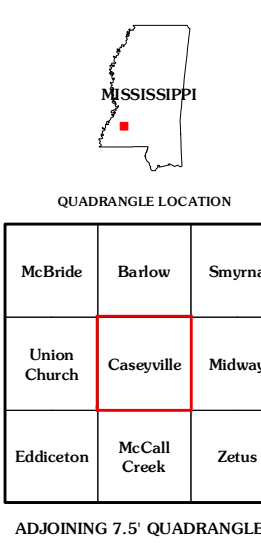 MISSISSIPPI
QUADRANGLE LOCATION
McBride Barlow Smyrna
Union
Church
Caseyville Midway
Eddiceton
McCall
Creek
Zetus
ADJOINING 7.5' QUADRANGLE